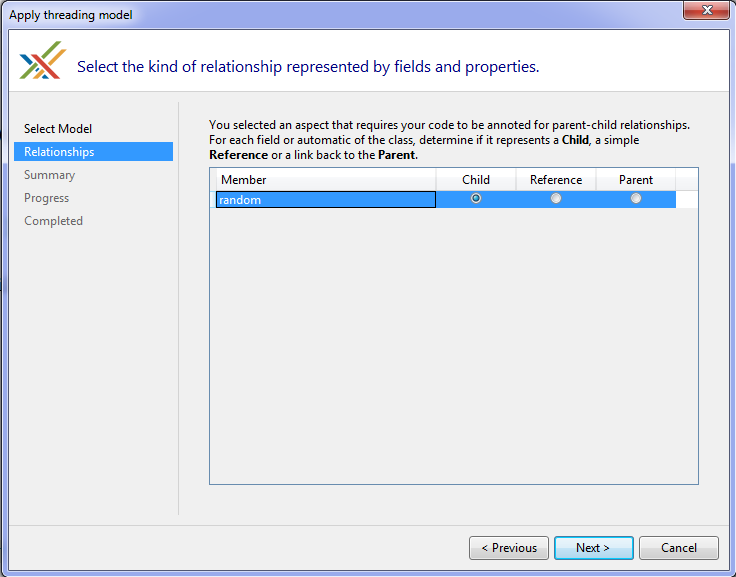 Apply threading model
Select the kind of relationship represented by fields and properties.
Select Model
Relationships
Summary
Progress
Completed
You selected an aspect that requires your code to be annoted for parent-child relationships.
For each field or automatic of the class, determine if it represents a Child, a simple
Reference or a link back to the Parent.
Member Child Reference Parent
random
< Previous Next > Cancel